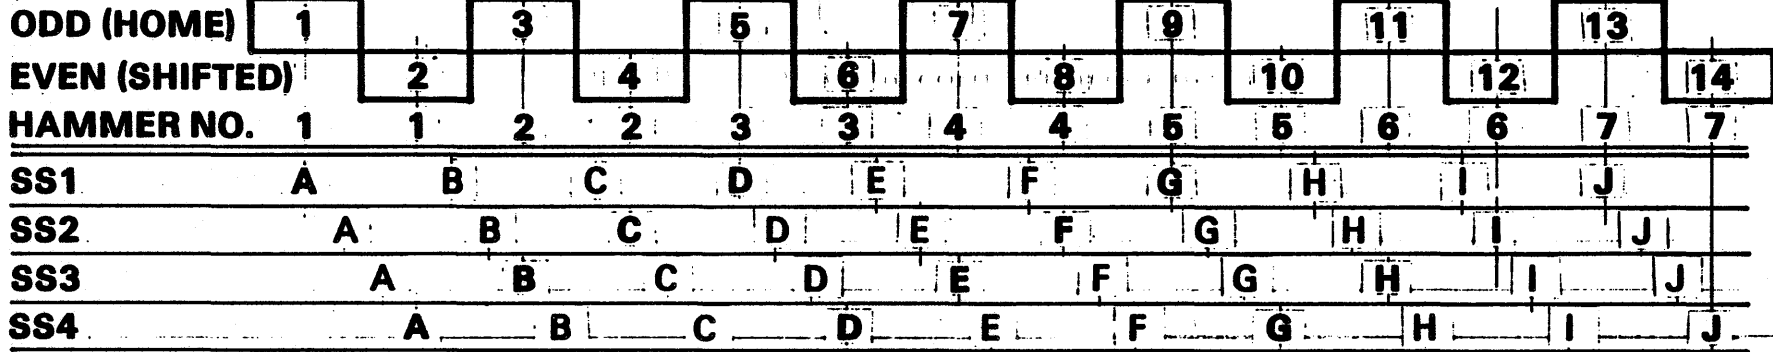 ODD (HOME) 1 3 5 7 9 11 13
EVEN (SHIFTED) 2 4 6 8 10 12 14
HAMMER NO. 1 1 2 2 3 3 4 4 5 5 6 6 7 7
SS1 A B C D E F G H I J
SS2 A B C D E F G H I J
SS3 A B C D E F G H I J
SS4 A B C D E F G H I J